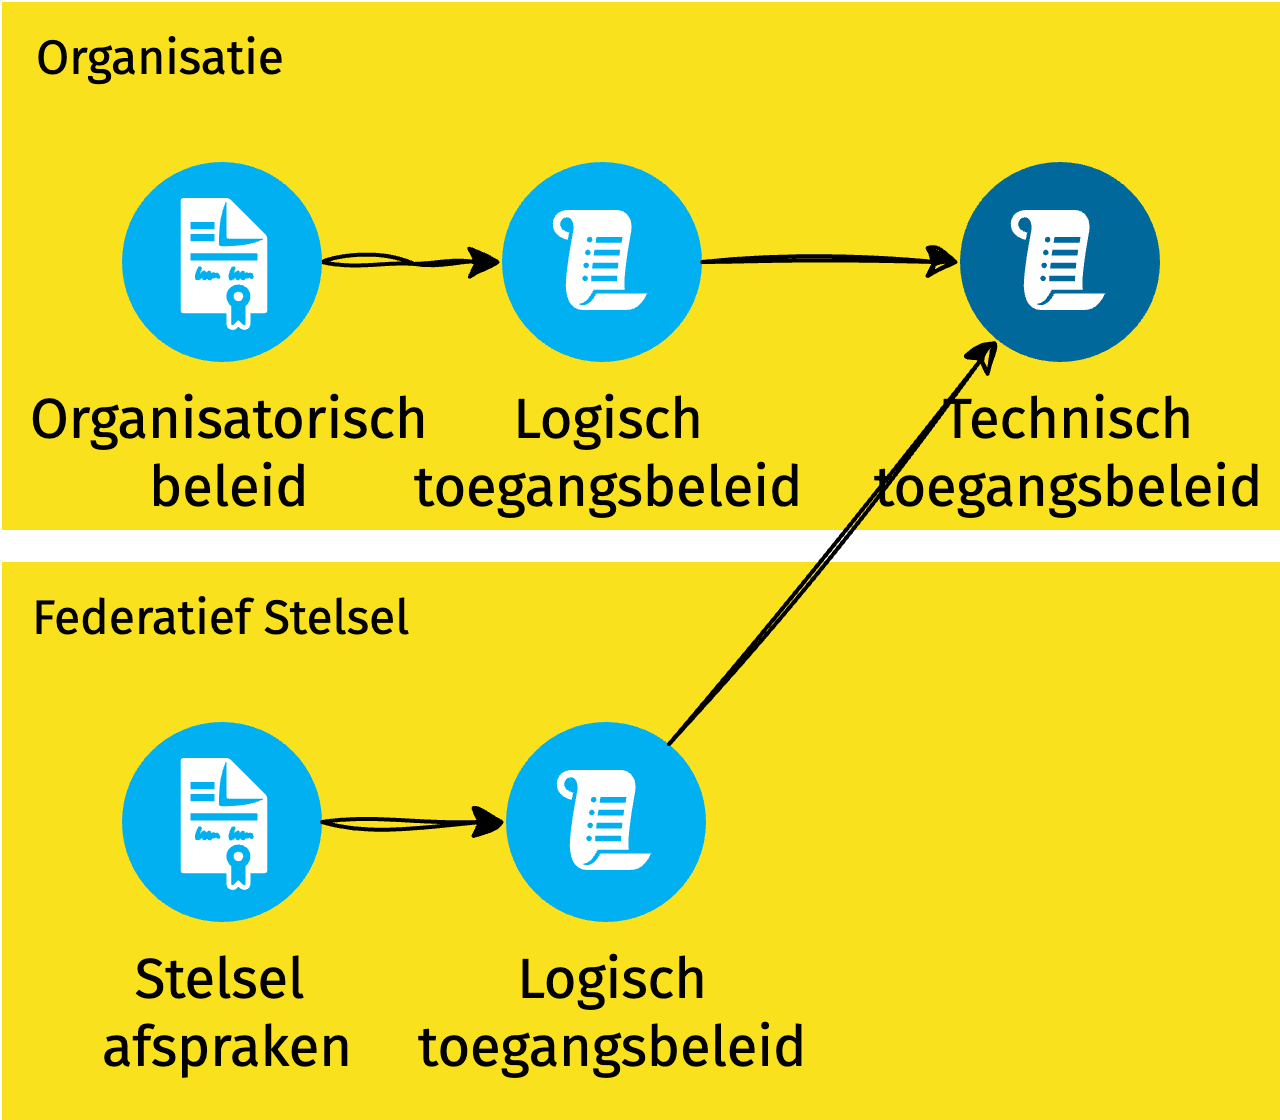 Organisatie
Organisatorisch
beleid
Logisch
toegangsbeleid
Technisch
toegangsbeleid
Federatief Stelsel
Stelsel
afspraken
Logisch
toegangsbeleid